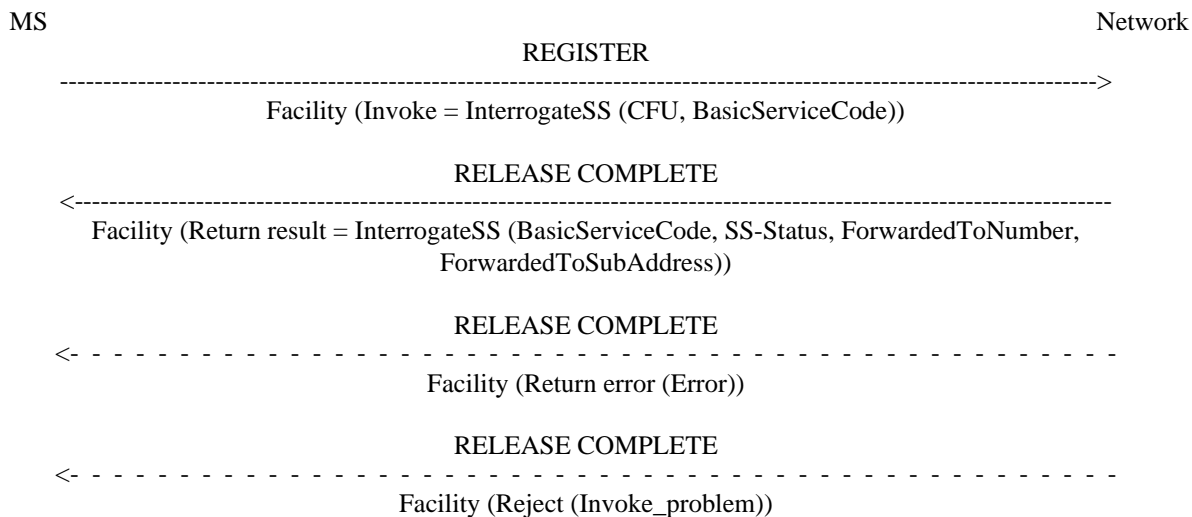 MS Network
REGISTER
------------------------------------------------------------------------------------------------------------------------>
Facility (Invoke = InterrogateSS (CFU, BasicServiceCode))
RELEASE COMPLETE
<------------------------------------------------------------------------------------------------------------------------
Facility (Return result = InterrogateSS (BasicServiceCode, SS-Status, ForwardedToNumber,
ForwardedToSubAddress))
RELEASE COMPLETE
<- - - - - - - - - - - - - - - - - - - - - - - - - - - - - - - - - - - - - - - - - - - - - - - -
Facility (Return error (Error))
RELEASE COMPLETE
<- - - - - - - - - - - - - - - - - - - - - - - - - - - - - - - - - - - - - - - - - - - - - - - -
Facility (Reject (Invoke_problem))